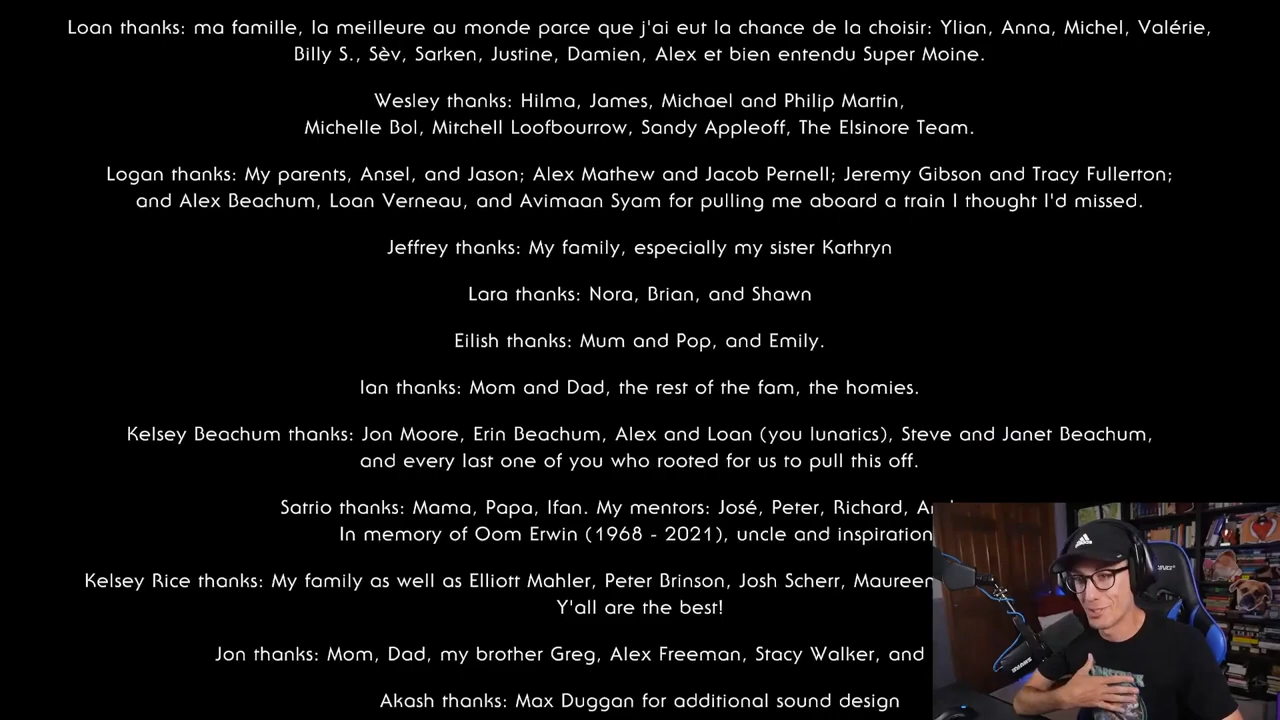 Loan thanks: ma famille, la meilleure au monde parce que j'ai eut la chance de la choisir: Ylian, Anna, Michel, Valérie,
Billy S., Sèv, Sarken, Justine, Damien, Alex et bien entendu Super Moine.
Wesley thanks: Hilma, James, Michael and Philip Martin,
Michelle Bol, Mitchell Loofbourrow, Sandy Appleoff, The Elsinore Team.
Logan thanks: My parents, Ansel, and Jason; Alex Mathew and Jacob Pernell; Jeremy Gibson and Tracy Fullerton;
and Alex Beachum, Loan Verneau, and Avimaan Syam for pulling me aboard a train I thought I'd missed.
Jeffrey thanks: My family, especially my sister Kathryn
Lara thanks: Nora, Brian, and Shawn
Eilish thanks: Mum and Pop, and Emily.
Ian thanks: Mom and Dad, the rest of the fam, the homies.
Kelsey Beachum thanks: Jon Moore, Erin Beachum, Alex and Loan (you lunatics), Steve and Janet Beachum,
and every last one of you who rooted for us to pull this off.
Satrio thanks: Mama, Papa, Ifan. My mentors: José, Peter, Richard,
In memory of Oom Erwin (1968 - 2021), uncle and inspiration
Kelsey Rice thanks: My family as well as Elliott Mahler, Peter Brinson, Josh Scherr, Maureen
Y'all are the best!
Jon thanks: Mom, Dad, my brother Greg, Alex Freeman, Stacy Walker, and
Akash thanks: Max Duggan for additional sound design